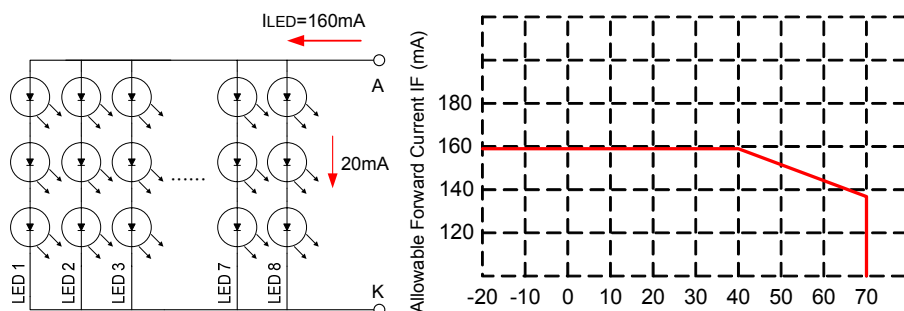 ILED=160mA
A
20mA
......
LED 1
LED 2
LED 3
LED 7
LED 8
K
Allowable Forward Current IF (mA)
180
160
140
120
-20 -10 0 10 20 30 40 50 60 70